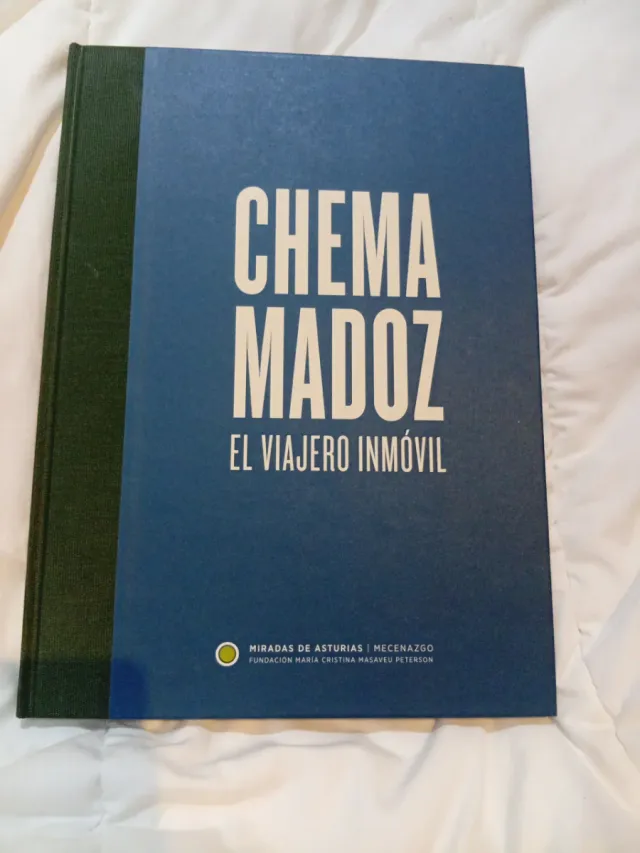 CHEMA
MADOZ
EL VIAJERO INMÓVIL
MIRADAS DE ASTURIAS | MECENAZGO
FUNDACIÓN MARÍA CRISTINA MASAVEU PETERSON